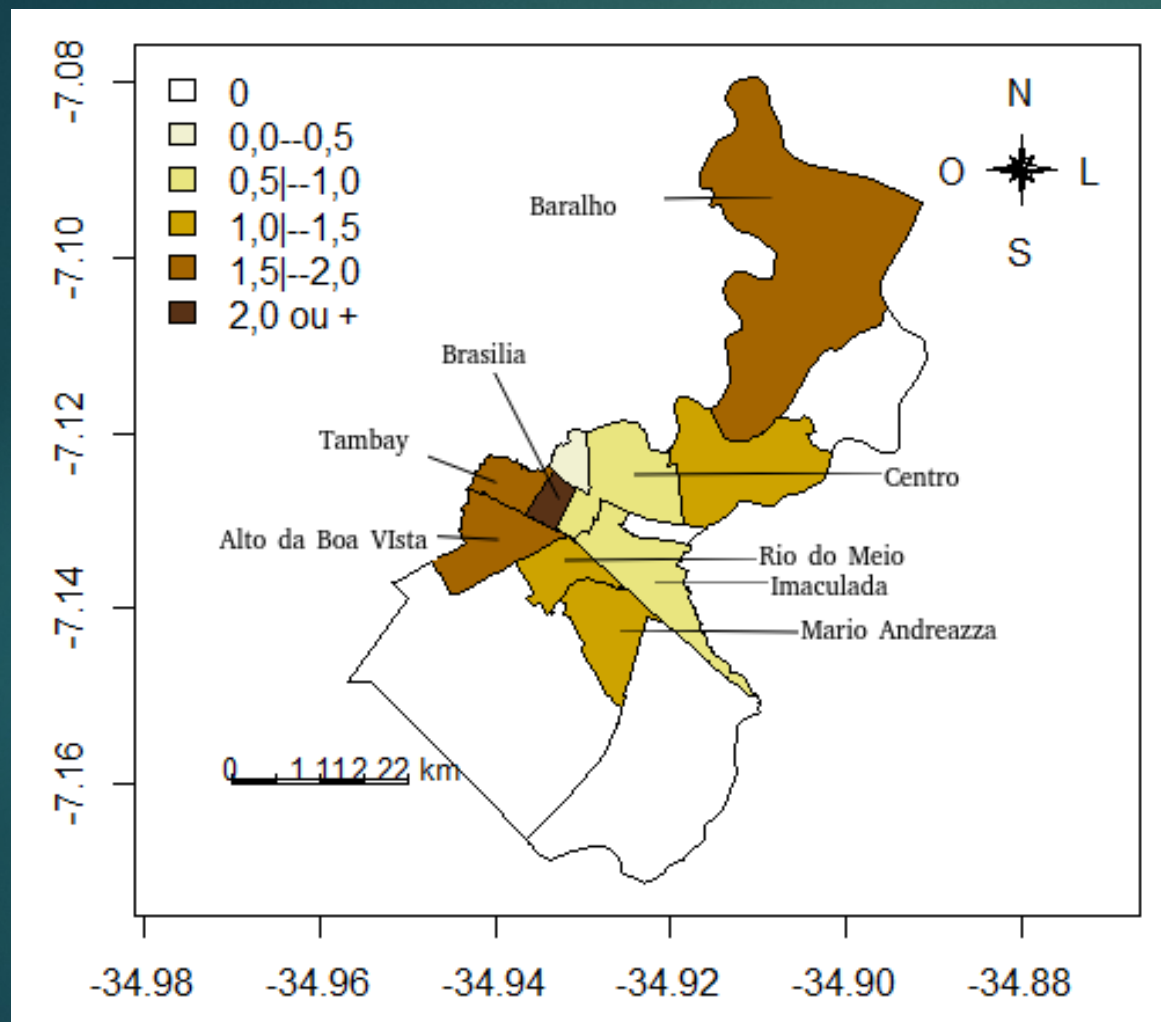 0
0,0--0,5
0,5|--1,0
1,0|--1,5
1,5|--2,0
2,0 ou +
N
O
L
S
Baralho
Brasilia
Tambay
Centro
Alto da Boa VIsta
Rio do Meio
Imaculada
Mario Andreazza
0 1.112.22 km
-7.08
-7.10
-7.12
-7.14
-7.16
-34.98 -34.96 -34.94 -34.92 -34.90 -34.88